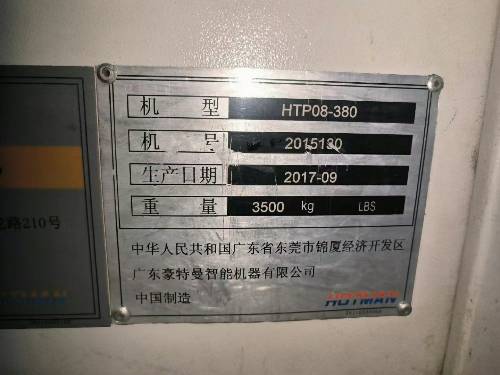 机 型 HTP08-380
机 号 2015130
生产日期 2017-09
重 量 3500 kg LBS
中华人民共和国广东省东莞市锦厦经济开发区
广东豪特曼智能机器有限公司
中国制造 HOTMAN
路210号